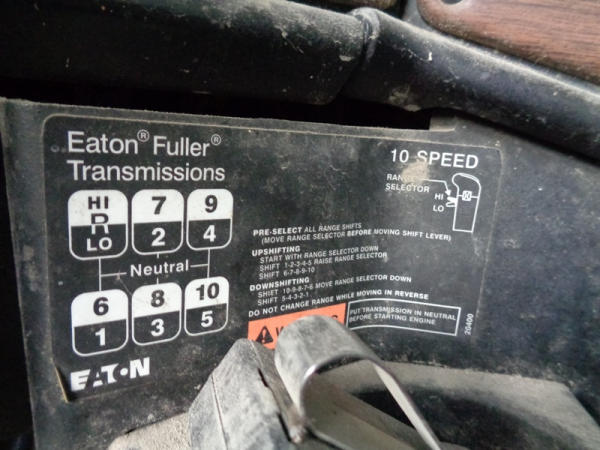 Eaton® Fuller®
Transmissions
10 SPEED
RANGE
SELECTOR
HI
LO
HI
R
LO
7
2
9
4
Neutral
6
1
8
3
10
5
PRE-SELECT ALL RANGE SHIFTS
(MOVE RANGE SELECTOR BEFORE MOVING SHIFT LEVER)
UPSHIFTING
START WITH RANGE SELECTOR DOWN
SHIFT 1-2-3-4-5 RAISE RANGE SELECTOR
SHIFT 6-7-8-9-10
DOWNSHIFTING
SHIFT 10-9-8-7-6 MOVE RANGE SELECTOR DOWN
SHIFT 5-4-3-2-1
DO NOT CHANGE RANGE WHILE MOVING IN REVERSE
PUT TRANSMISSION IN NEUTRAL
BEFORE STARTING ENGINE
20400
EATON